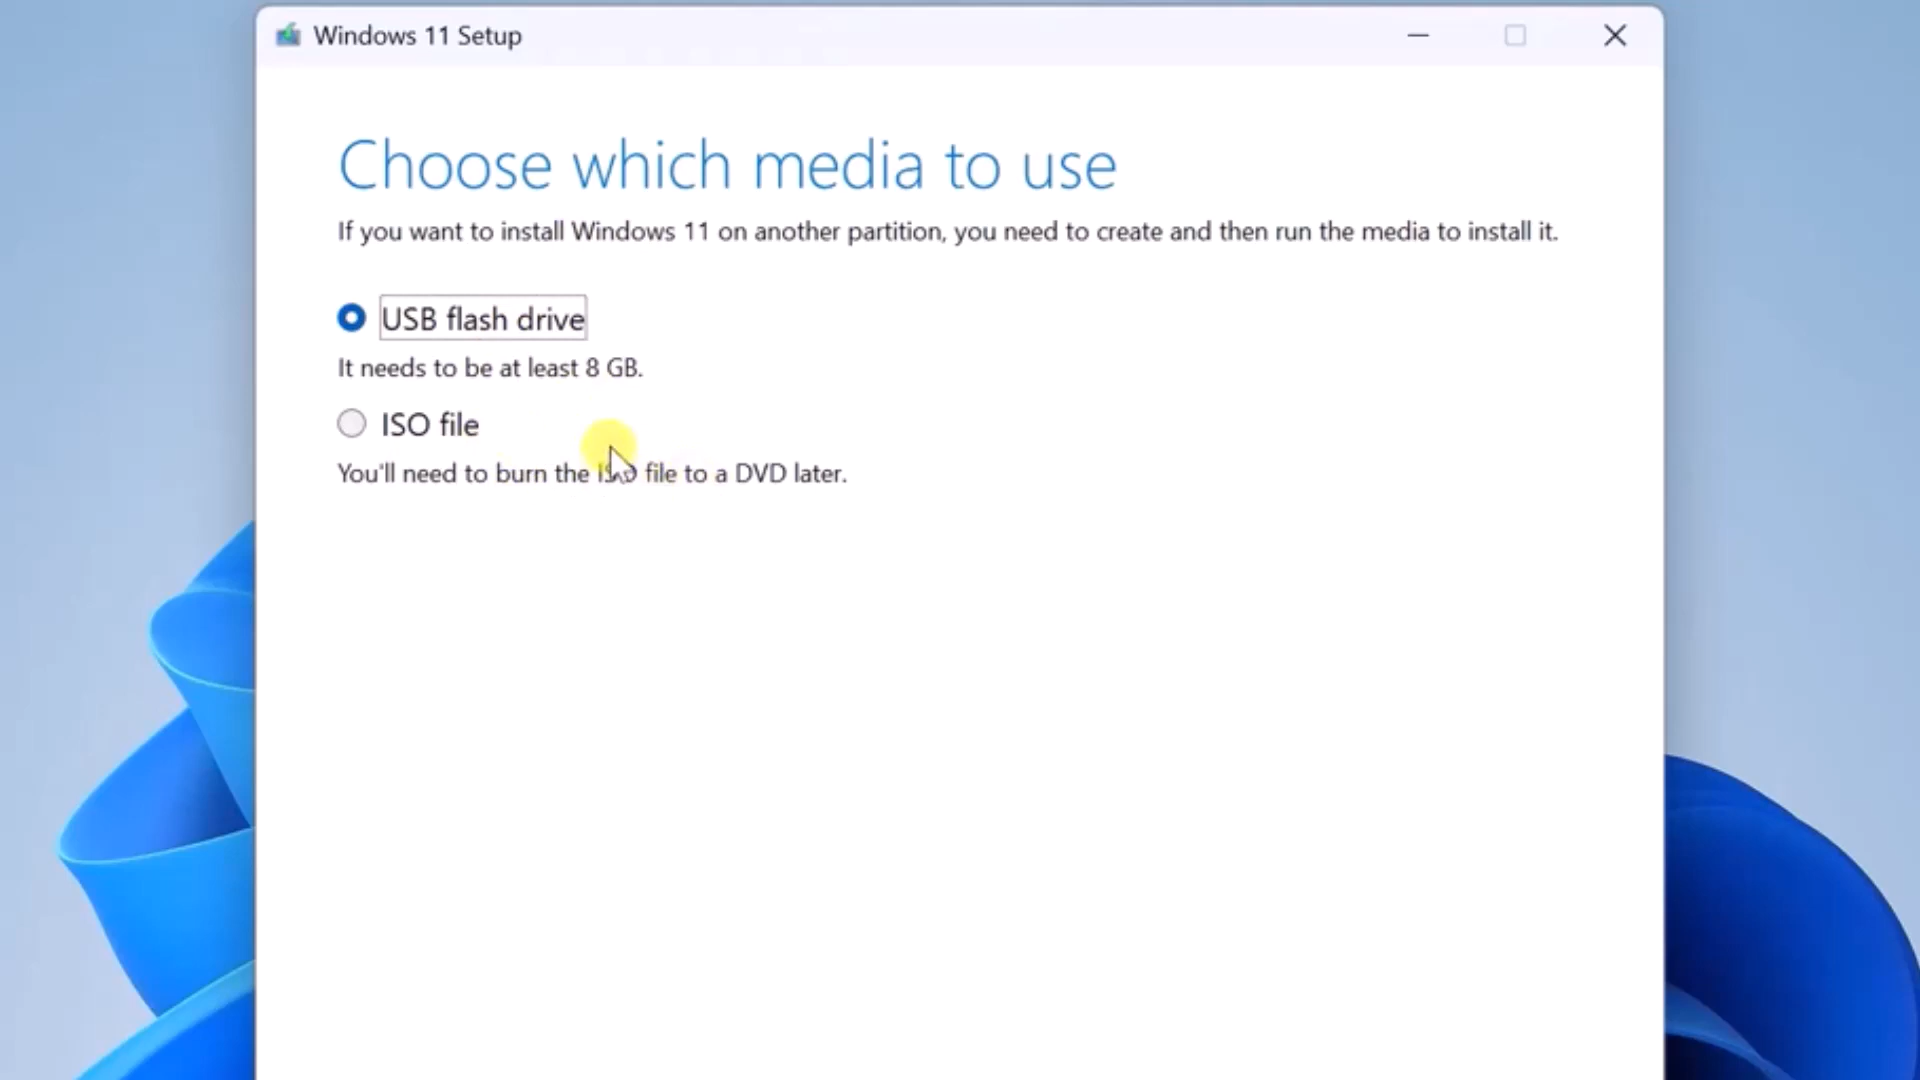 Windows 11 Setup
Choose which media to use
If you want to install Windows 11 on another partition, you need to create and then run the media to install it.
USB flash drive
It needs to be at least 8 GB.
ISO file
You'll need to burn the ISO file to a DVD later.